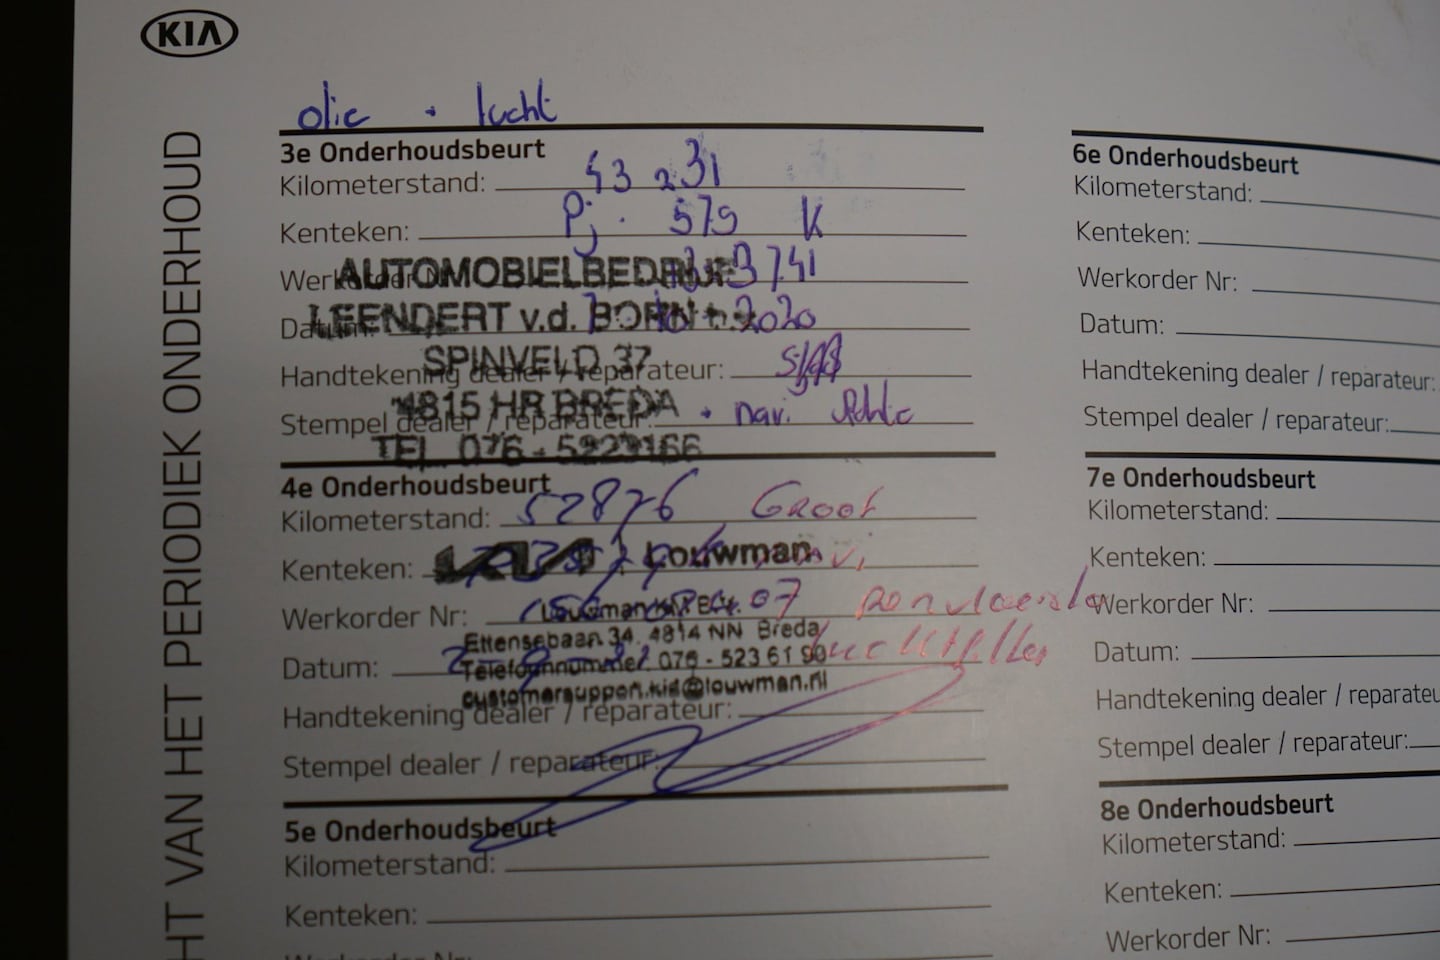 KIA
HT VAN HET PERIODIEK ONDERHOUD
olie + lucht
3e Onderhoudsbeurt
Kilometerstand: 43 231
Kenteken: PJ. 579 K
Werkorder Nr: 3741
Datum: 2020
Handtekening dealer / reparateur:
Stempel dealer / reparateur: + nav.
AUTOMOBIELBEDRIJF
LEENDERT v.d. BORN
SPINVELD 37
4815 HR BREDA
TEL 076 - 5229166
4e Onderhoudsbeurt
Kilometerstand: 52876 Groot
Kenteken:
Werkorder Nr:
Datum:
Handtekening dealer / reparateur:
Stempel dealer / reparateur:
KIA | Louwman
Ettensebaan 34, 4814 NN Breda
Telefoonnummer 076 - 523 61 90
customersupport.kia@louwman.nl
5e Onderhoudsbeurt
Kilometerstand:
Kenteken:
6e Onderhoudsbeurt
Kilometerstand:
Kenteken:
Werkorder Nr:
Datum:
Handtekening dealer / reparateur:
Stempel dealer / reparateur:
7e Onderhoudsbeurt
Kilometerstand:
Kenteken:
Werkorder Nr:
Datum:
Handtekening dealer / reparateu
Stempel dealer / reparateur:
8e Onderhoudsbeurt
Kilometerstand:
Kenteken:
Werkorder Nr: